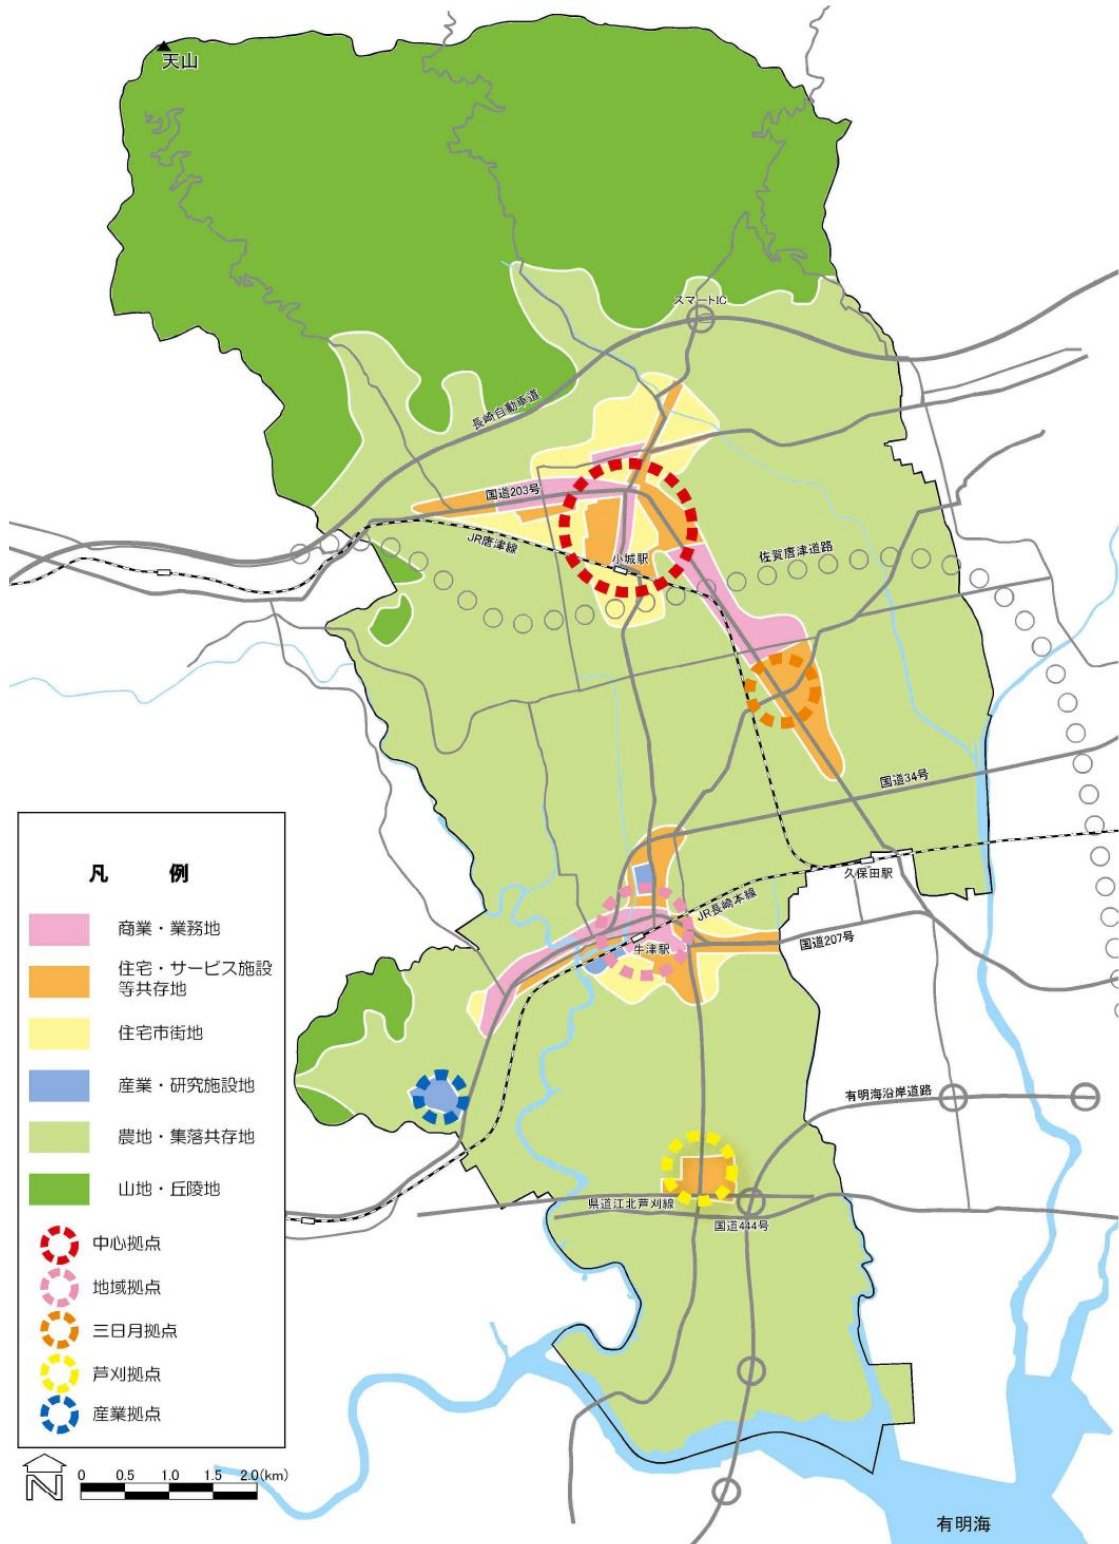 天山
スマートIC
長崎自動車道
国道203号
JR唐津線
小城駅
佐賀唐津道路
国道34号
久保田駅
JR長崎本線
牛津駅
国道207号
有明海沿岸道路
県道江北芦刈線
国道444号
有明海
凡 例
商業・業務地
住宅・サービス施設
等共存地
住宅市街地
産業・研究施設地
農地・集落共存地
山地・丘陵地
中心拠点
地域拠点
三日月拠点
芦刈拠点
産業拠点
N
0 0.5 1.0 1.5 2.0(km)